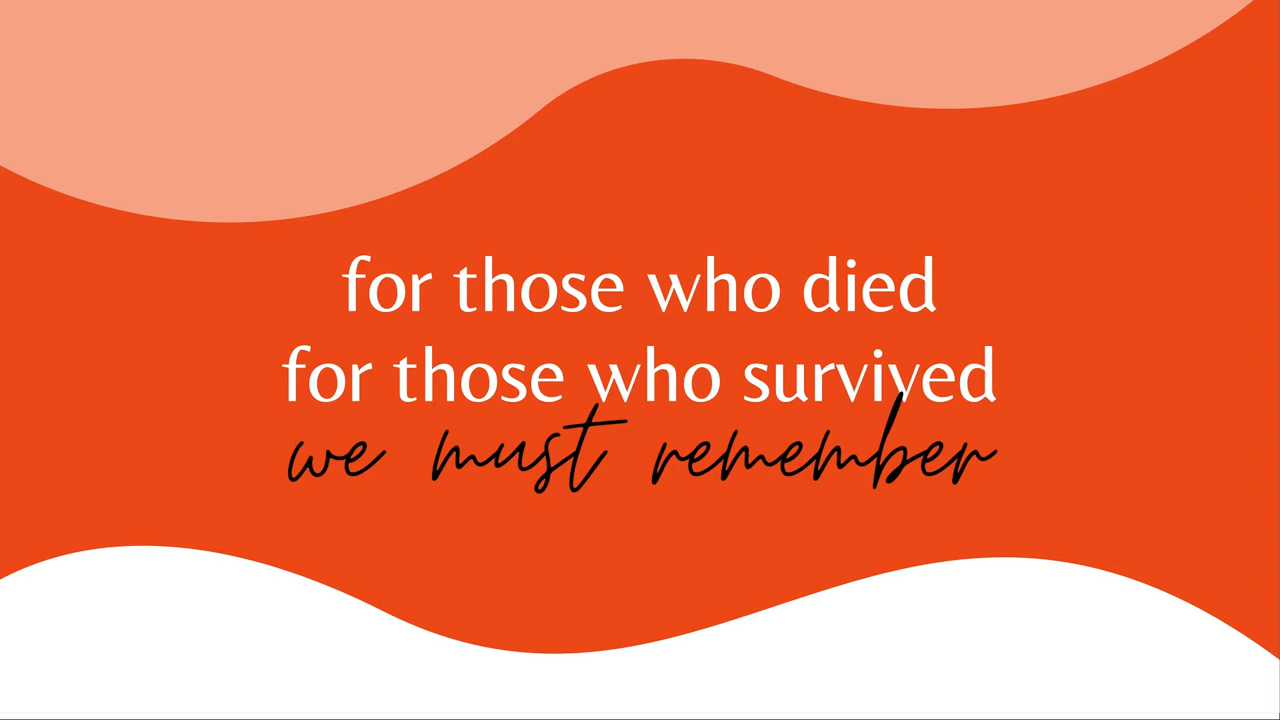 for those who died
for those who survived
we must remember